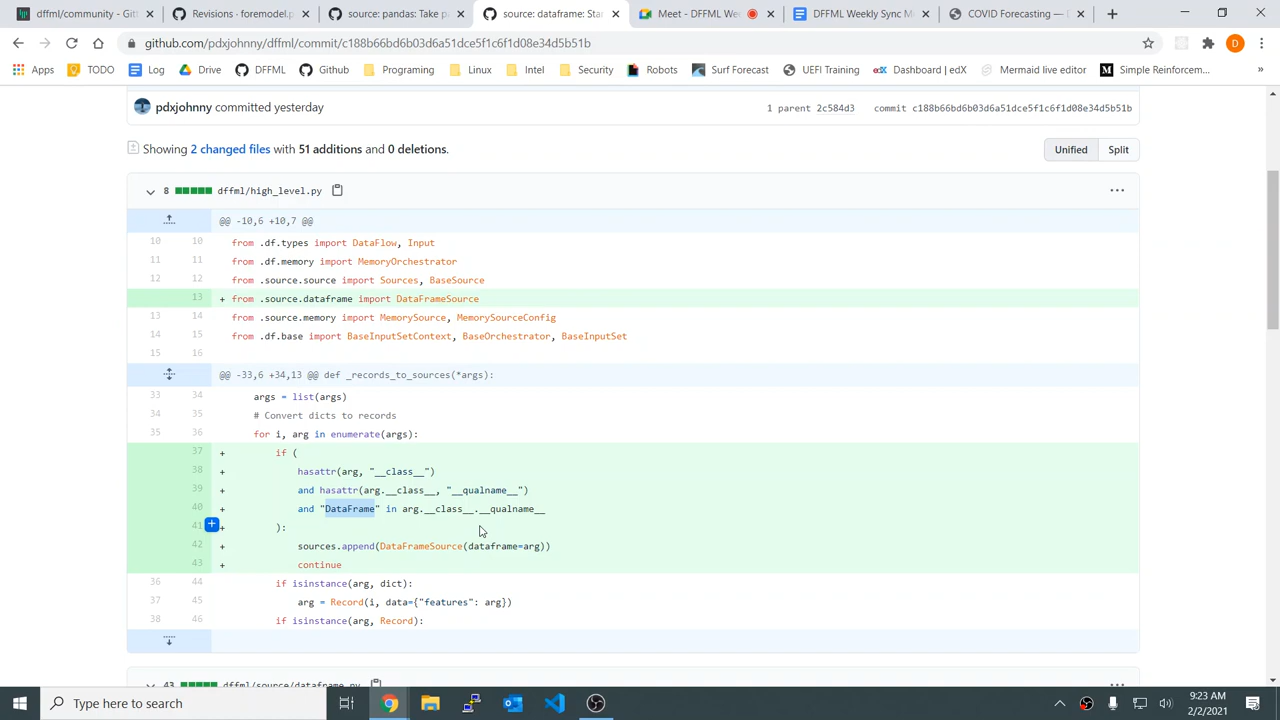 community / · Git
Revisions · foremodel.r
source: pandas: Take p
source: dataframe: Star
Meet - DFFML We
DFFML Weekly Sync M
COVID Forecasting —
github.com/pdxjohnny/dffml/commit/c188b66bd6b03d6a51dce5f1c6f1d08e34d5b51b
Apps TODO Log Drive DFFML Github Programing Linux Intel Security Robots Surf Forecast UEFI Training Dashboard | edX Mermaid live editor Simple Reinforcem...
pdxjohnny committed yesterday
1 parent 2c584d3 commit c188b66bd6b03d6a51dce5f1c6f1d08e34d5b51b
Showing 2 changed files with 51 additions and 0 deletions.
Unified Split
8 dffml/high_level.py
@@ -10,6 +10,7 @@
10 10 from .df.types import DataFlow, Input
11 11 from .df.memory import MemoryOrchestrator
12 12 from .source.source import Sources, BaseSource
13 + from .source.dataframe import DataFrameSource
13 14 from .source.memory import MemorySource, MemorySourceConfig
14 15 from .df.base import BaseInputSetContext, BaseOrchestrator, BaseInputSet
15 16
@@ -33,6 +34,13 @@ def _records_to_sources(*args):
33 34 args = list(args)
34 35 # Convert dicts to records
35 36 for i, arg in enumerate(args):
37 + if (
38 + hasattr(arg, "__class__")
39 + and hasattr(arg.__class__, "__qualname__")
40 + and "DataFrame" in arg.__class__.__qualname__
41 + ):
42 + sources.append(DataFrameSource(dataframe=arg))
43 + continue
36 44 if isinstance(arg, dict):
37 45 arg = Record(i, data={"features": arg})
38 46 if isinstance(arg, Record):
43 dffml/source/dataframe.py
Type here to search
9:23 AM
2/2/2021